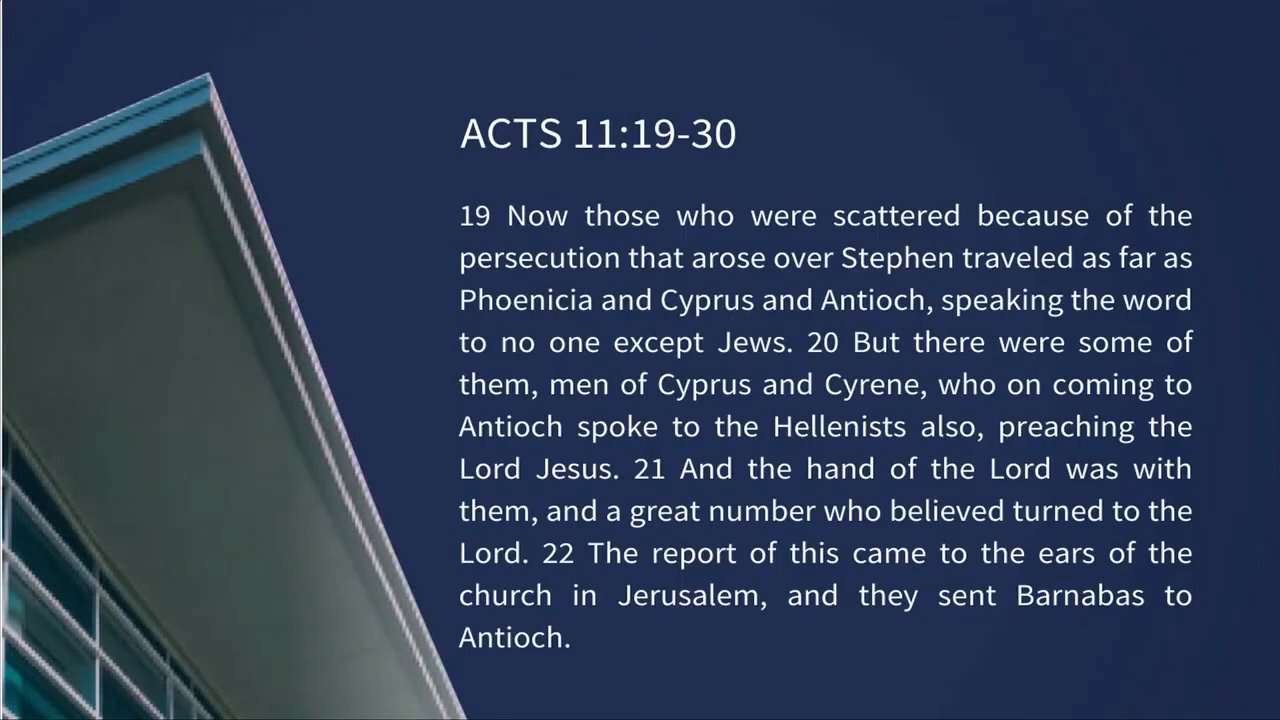 ACTS 11:19-30
19 Now those who were scattered because of the
persecution that arose over Stephen traveled as far as
Phoenicia and Cyprus and Antioch, speaking the word
to no one except Jews. 20 But there were some of
them, men of Cyprus and Cyrene, who on coming to
Antioch spoke to the Hellenists also, preaching the
Lord Jesus. 21 And the hand of the Lord was with
them, and a great number who believed turned to the
Lord. 22 The report of this came to the ears of the
church in Jerusalem, and they sent Barnabas to
Antioch.